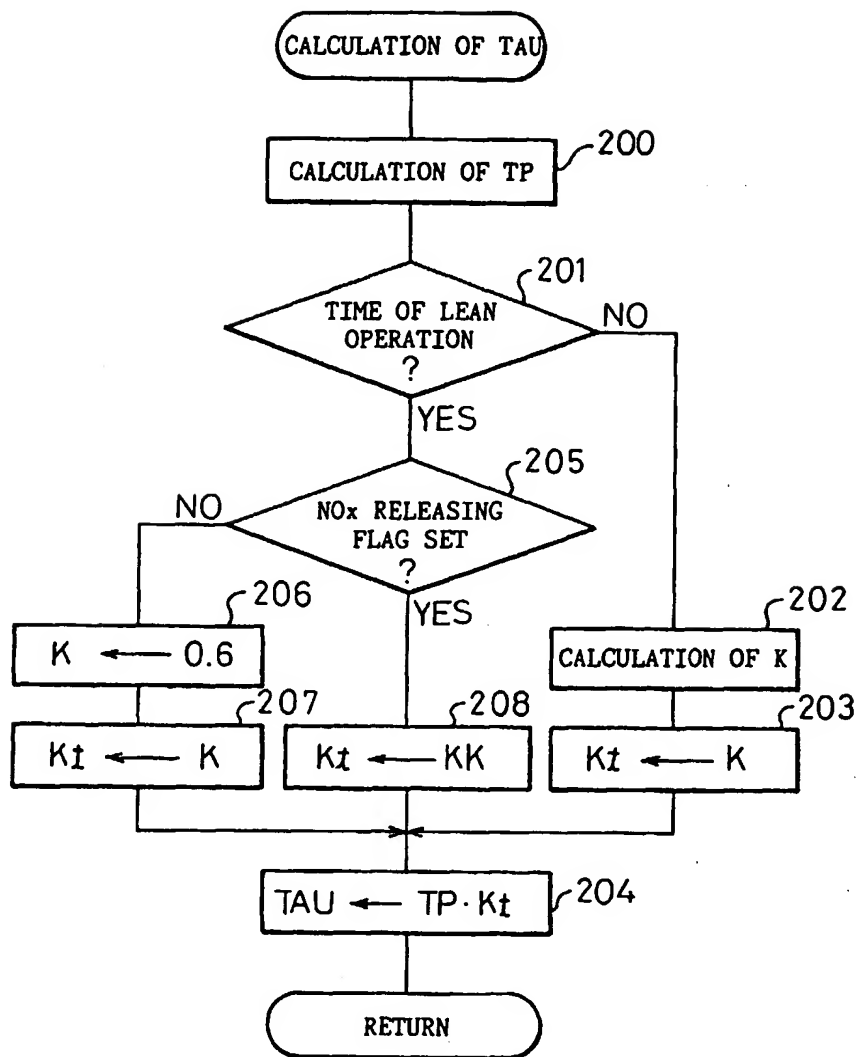 CALCULATION OF TAU
CALCULATION OF TP
200
201
TIME OF LEAN
OPERATION
?
NO
YES
205
NOx RELEASING
FLAG SET
?
NO
YES
206
K ← 0.6
202
CALCULATION OF K
207
Kt ← K
208
Kt ← KK
203
Kt ← K
TAU ← TP·Kt
204
RETURN